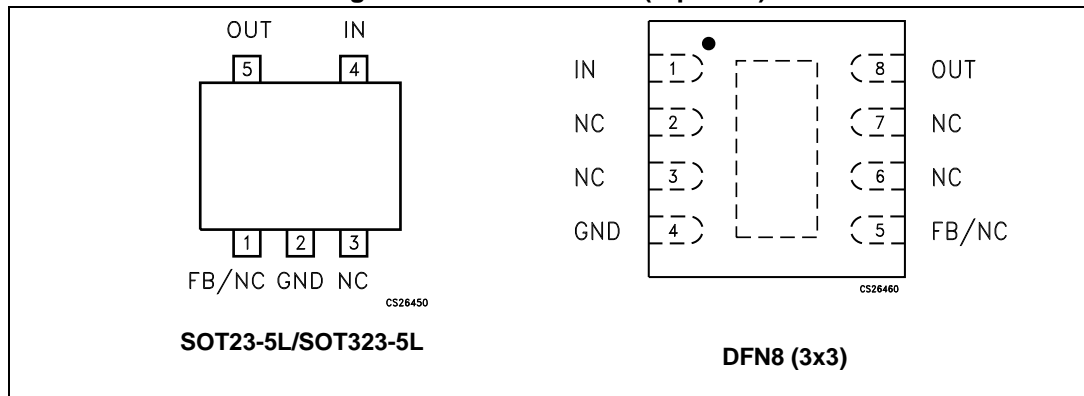 OUT IN
5 4
1 2 3
FB/NC GND NC
CS26450
SOT23-5L/SOT323-5L
IN 1 8 OUT
NC 2 7 NC
NC 3 6 NC
GND 4 5 FB/NC
CS26460
DFN8 (3x3)